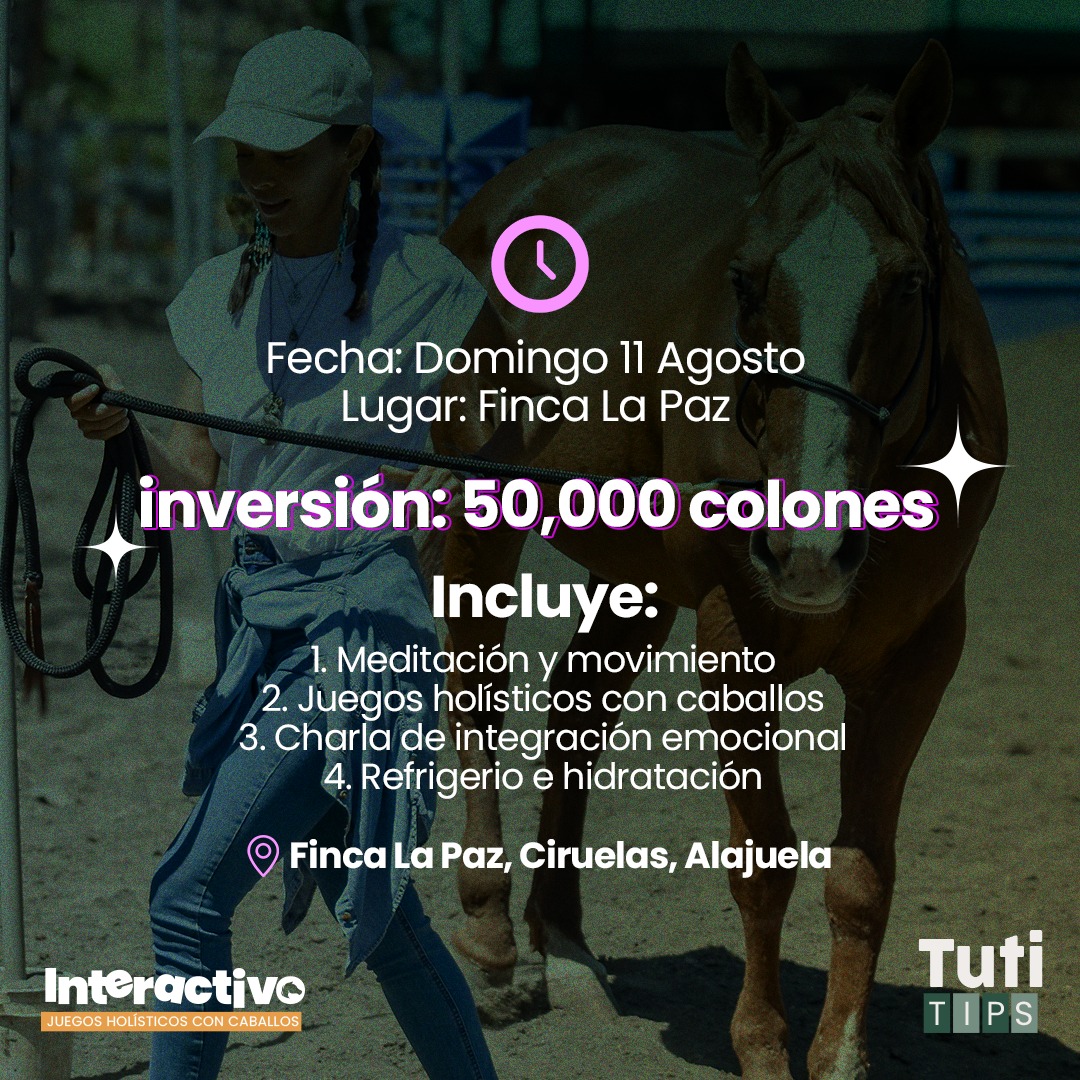 Fecha: Domingo 11 Agosto
Lugar: Finca La Paz
inversión: 50,000 colones
Incluye:
1. Meditación y movimiento
2. Juegos holísticos con caballos
3. Charla de integración emocional
4. Refrigerio e hidratación
Finca La Paz, Ciruelas, Alajuela
Interactivo
JUEGOS HOLÍSTICOS CON CABALLOS
Tuti
TIPS